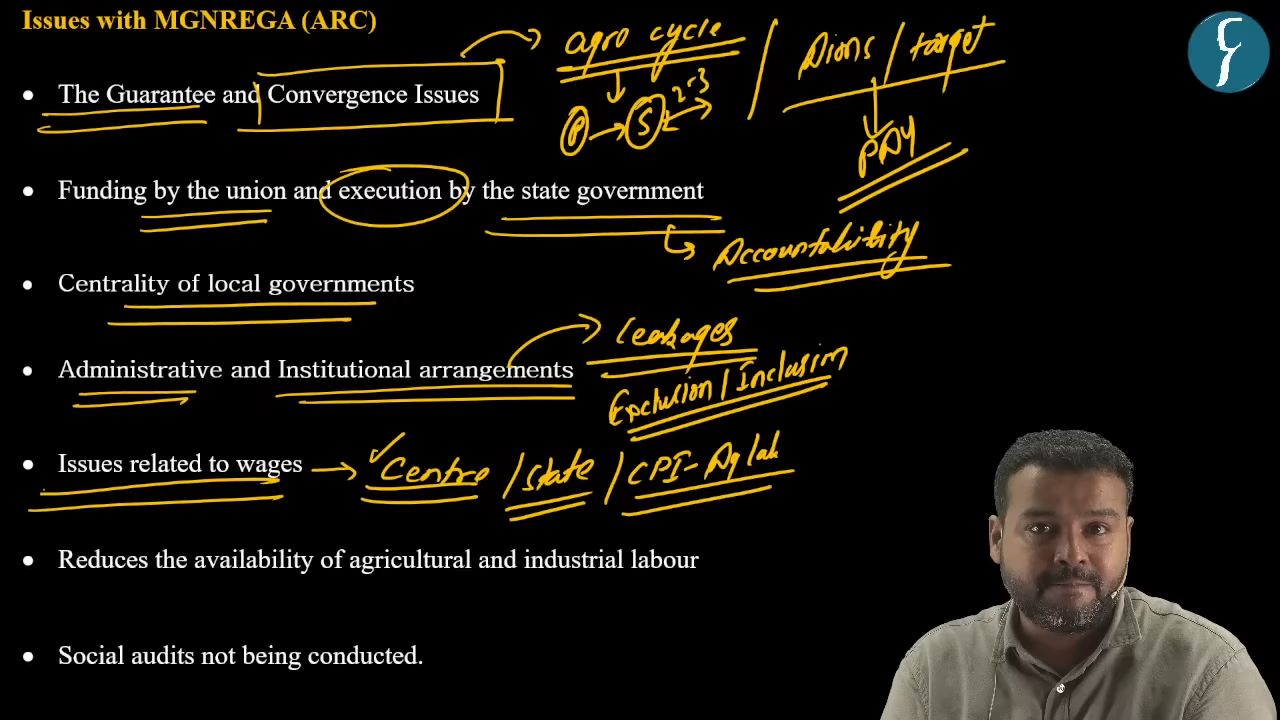 Issues with MGNREGA (ARC)
agro cycle / / target
• The Guarantee and Convergence Issues
P → S 2-3
PDY
• Funding by the union and execution by the state government
Accountability
• Centrality of local governments
Leakages
• Administrative and Institutional arrangements
Exclusion / Inclusion
• Issues related to wages → ✓ Centre / State / CPI - Ag lab
• Reduces the availability of agricultural and industrial labour
• Social audits not being conducted.